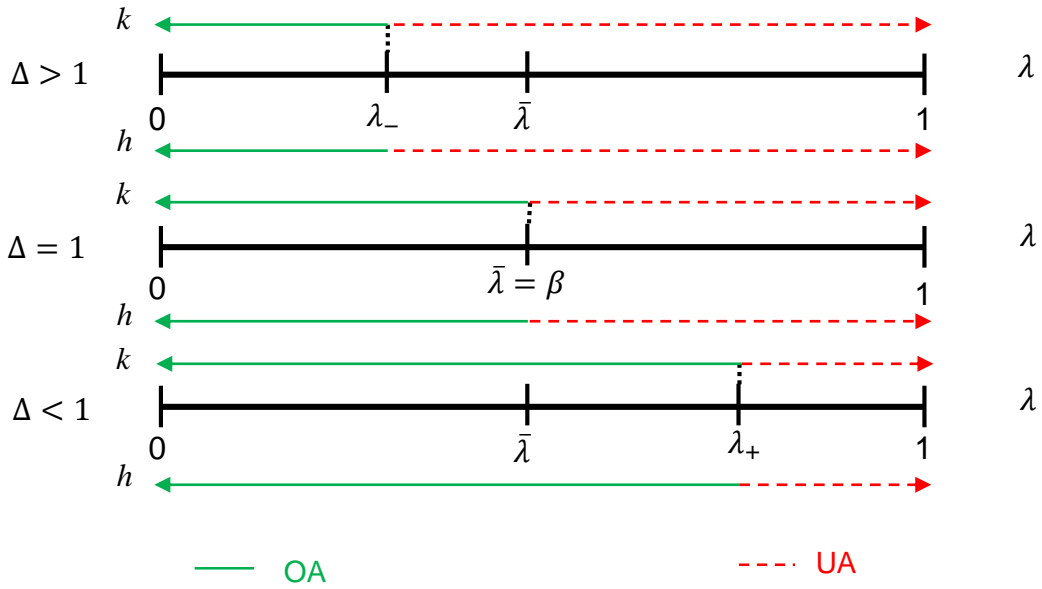 k
Δ > 1 λ
0 λ₋ λ̄ 1
h
k
Δ = 1 λ
0 λ̄ = β 1
h
k
Δ < 1 λ
0 λ̄ λ₊ 1
h
OA UA